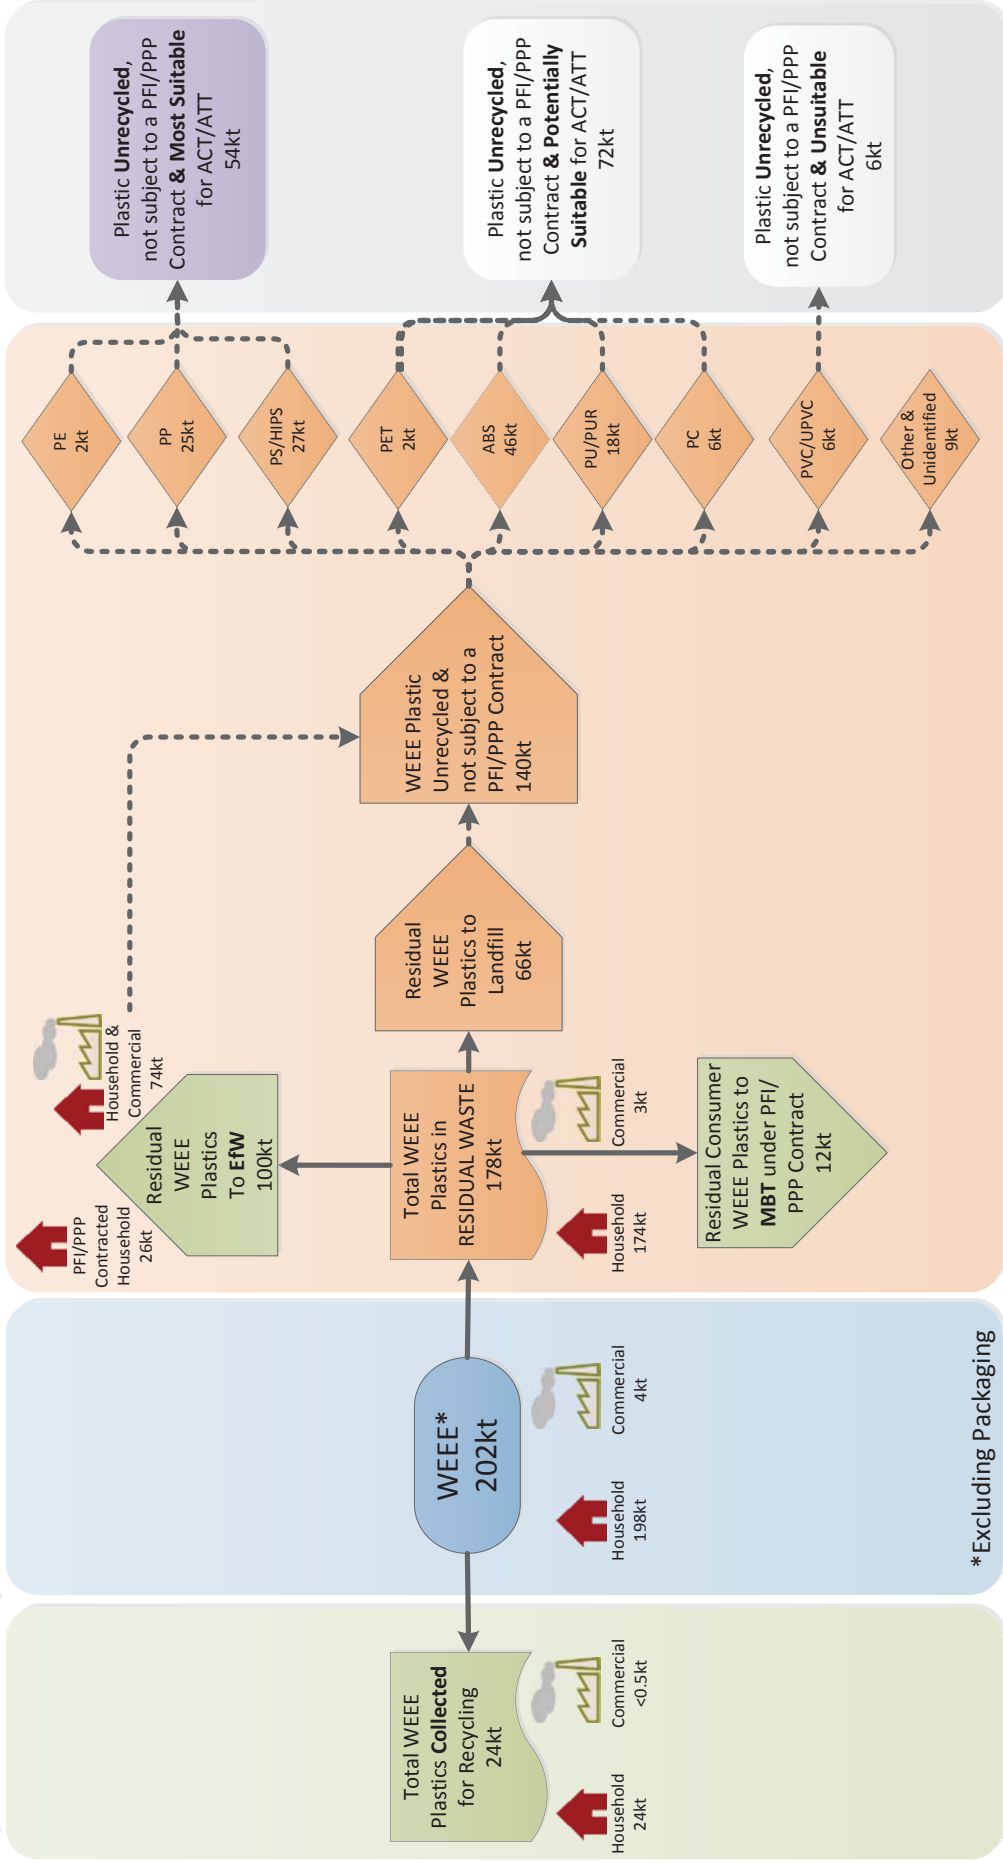 Total WEEE
Plastics Collected
for Recycling
24kt
Household
24kt
Commercial
<0.5kt
WEEE*
202kt
Household
198kt
Commercial
4kt
*Excluding Packaging
PFI/PPP
Contracted
Household
26kt
Residual
WEEE
Plastics
To EfW
100kt
Household &
Commercial
74kt
Total WEEE
Plastics in
RESIDUAL WASTE
178kt
Household
174kt
Commercial
3kt
Residual Consumer
WEEE Plastics to
MBT under PFI/
PPP Contract
12kt
Residual
WEEE
Plastics to
Landfill
66kt
WEEE Plastic
Unrecycled &
not subject to a
PFI/PPP Contract
140kt
PE
2kt
PP
25kt
PS/HIPS
27kt
PET
2kt
ABS
46kt
PU/PUR
18kt
PC
6kt
PVC/UPVC
6kt
Other &
Unidentified
9kt
Plastic Unrecycled,
not subject to a PFI/PPP
Contract & Most Suitable
for ACT/ATT
54kt
Plastic Unrecycled,
not subject to a PFI/PPP
Contract & Potentially
Suitable for ACT/ATT
72kt
Plastic Unrecycled,
not subject to a PFI/PPP
Contract & Unsuitable
for ACT/ATT
6kt